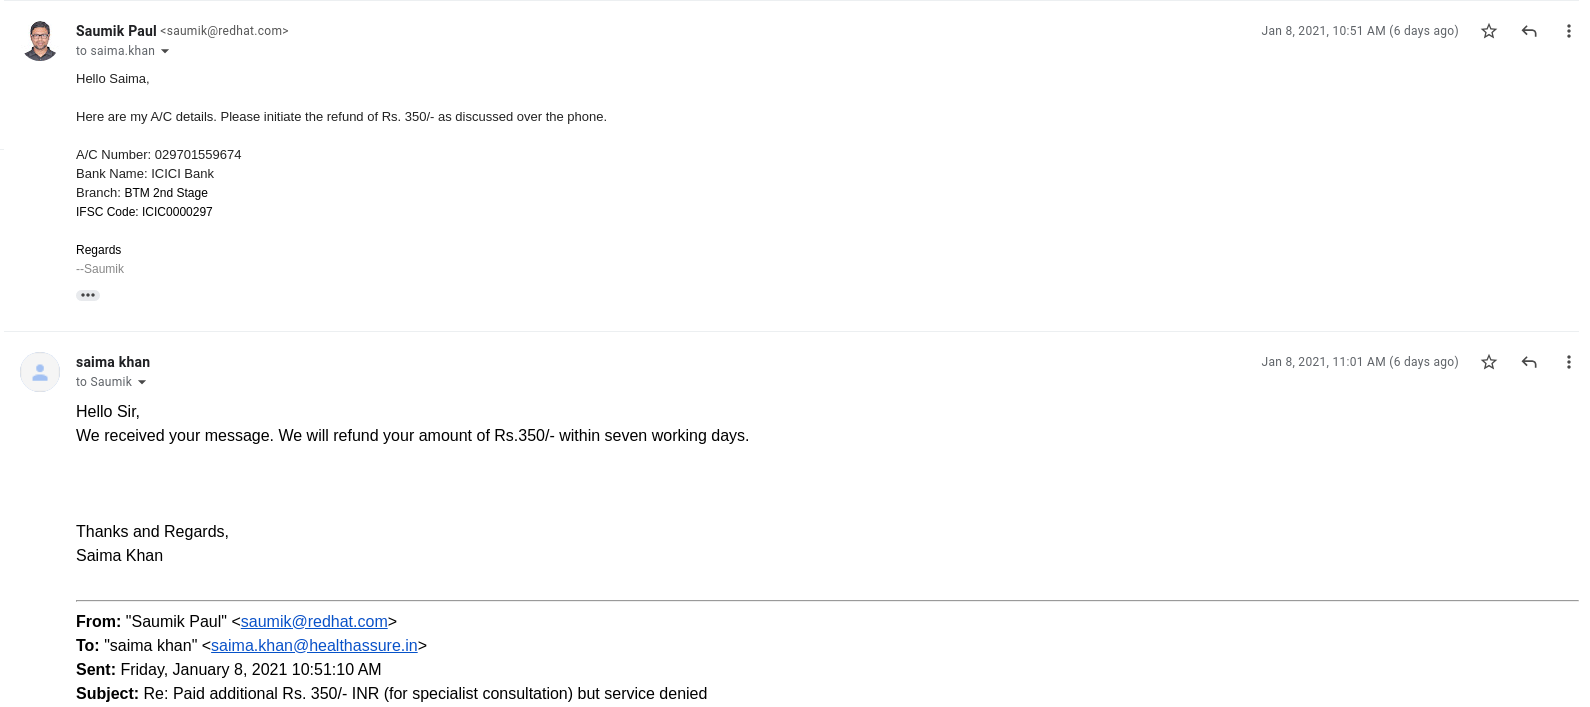 Saumik Paul <saumik@redhat.com>
Jan 8, 2021, 10:51 AM (6 days ago)
to saima.khan
Hello Saima,
Here are my A/C details. Please initiate the refund of Rs. 350/- as discussed over the phone.
A/C Number: 029701559674
Bank Name: ICICI Bank
Branch: BTM 2nd Stage
IFSC Code: ICIC0000297
Regards
--Saumik
saima khan
Jan 8, 2021, 11:01 AM (6 days ago)
to Saumik
Hello Sir,
We received your message. We will refund your amount of Rs.350/- within seven working days.
Thanks and Regards,
Saima Khan
From: "Saumik Paul" <saumik@redhat.com>
To: "saima khan" <saima.khan@healthassure.in>
Sent: Friday, January 8, 2021 10:51:10 AM
Subject: Re: Paid additional Rs. 350/- INR (for specialist consultation) but service denied